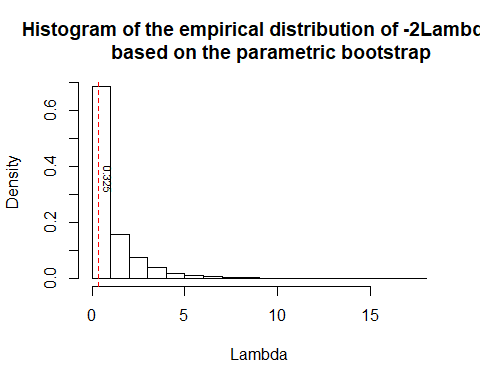 Histogram of the empirical distribution of -2Lambd
based on the parametric bootstrap
Density
0.6
0.4
0.2
0.0
0.325
0 5 10 15
Lambda